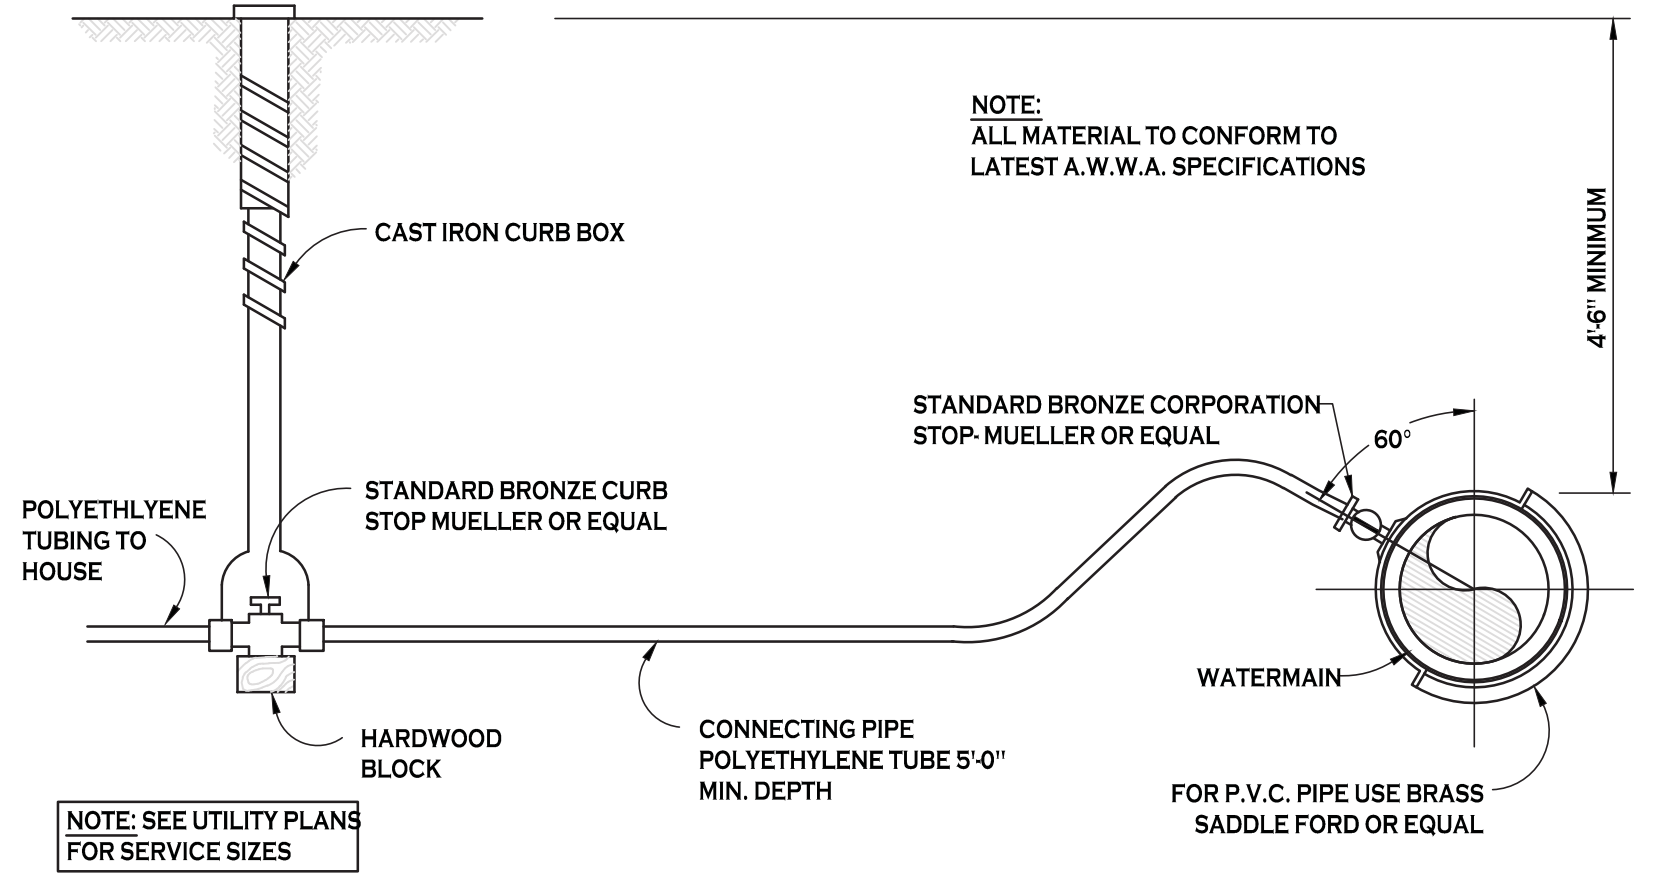 NOTE:
ALL MATERIAL TO CONFORM TO
LATEST A.W.W.A. SPECIFICATIONS
4'-6" MINIMUM
CAST IRON CURB BOX
STANDARD BRONZE CORPORATION
STOP- MUELLER OR EQUAL
60°
STANDARD BRONZE CURB
STOP MUELLER OR EQUAL
POLYETHLYENE
TUBING TO
HOUSE
WATERMAIN
HARDWOOD
BLOCK
CONNECTING PIPE
POLYETHYLENE TUBE 5'-0"
MIN. DEPTH
FOR P.V.C. PIPE USE BRASS
SADDLE FORD OR EQUAL
NOTE: SEE UTILITY PLANS
FOR SERVICE SIZES